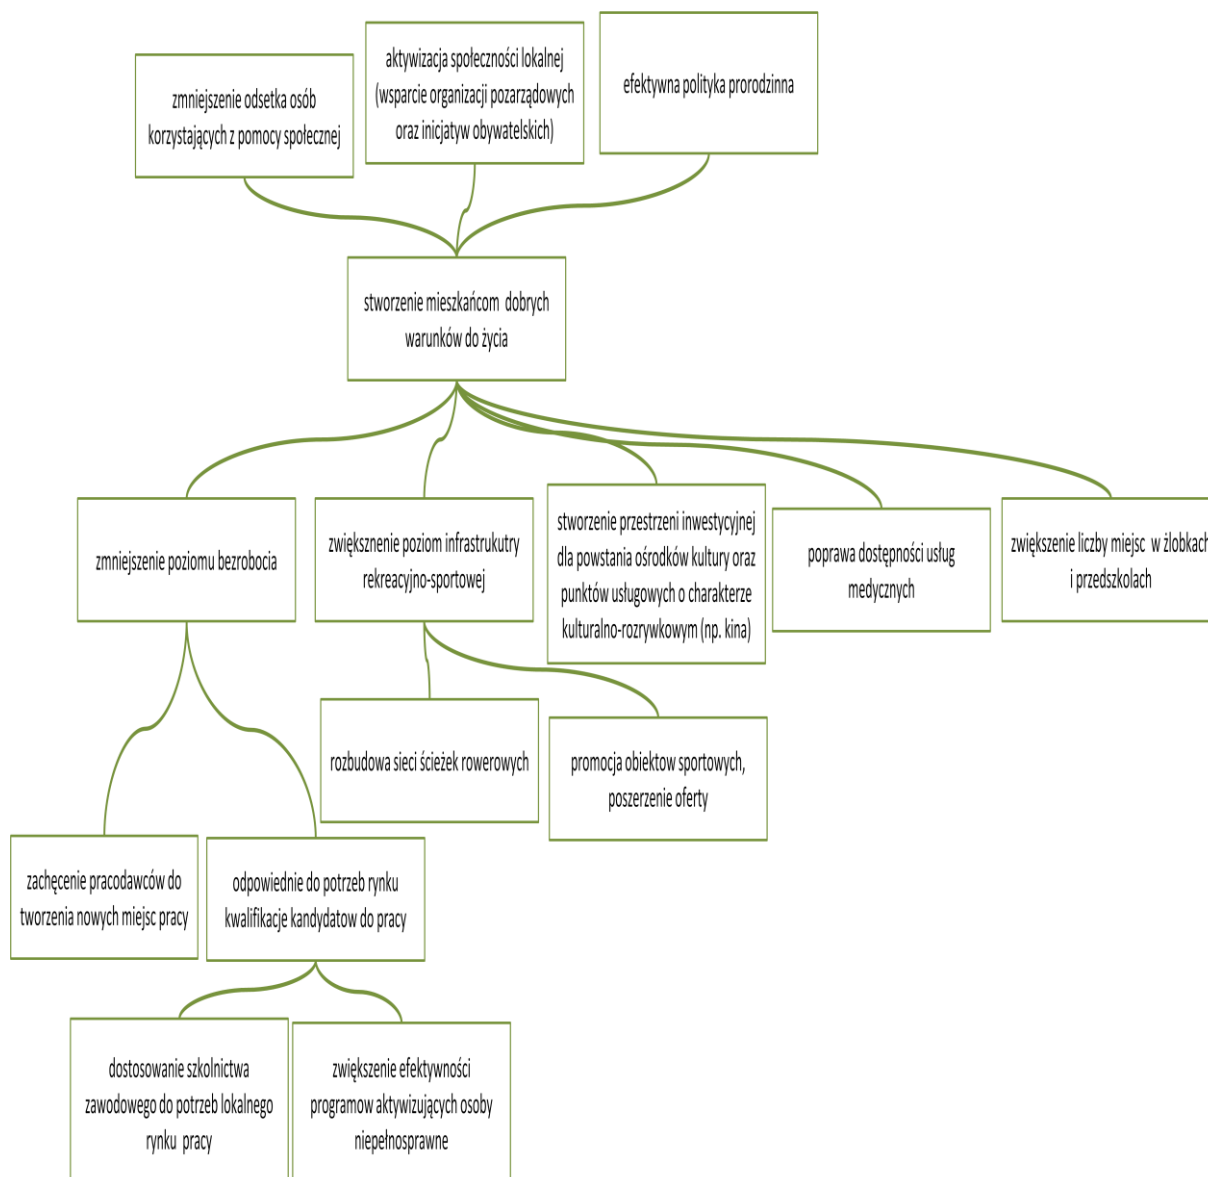 zmniejszenie odsetka osób
korzystających z pomocy społecznej
aktywizacja społeczności lokalnej
(wsparcie organizacji pozarządowych
oraz inicjatyw obywatelskich)
efektywna polityka prorodzinna
stworzenie mieszkańcom dobrych
warunków do życia
zmniejszenie poziomu bezrobocia
zwiększnenie poziom infrastrukutry
rekreacyjno-sportowej
stworzenie przestrzeni inwestycyjnej
dla powstania ośrodków kultury oraz
punktów usługowych o charakterze
kulturalno-rozrywkowym (np. kina)
poprawa dostępności usług
medycznych
zwiększenie liczby miejsc w żlobkach
i przedszkolach
rozbudowa sieci ścieżek rowerowych
promocja obiektow sportowych,
poszerzenie oferty
zachęcenie pracodawców do
tworzenia nowych miejsc pracy
odpowiednie do potrzeb rynku
kwalifikacje kandydatow do pracy
dostosowanie szkolnictwa
zawodowego do potrzeb lokalnego
rynku pracy
zwiększenie efektywności
programow aktywizujących osoby
niepełnosprawne